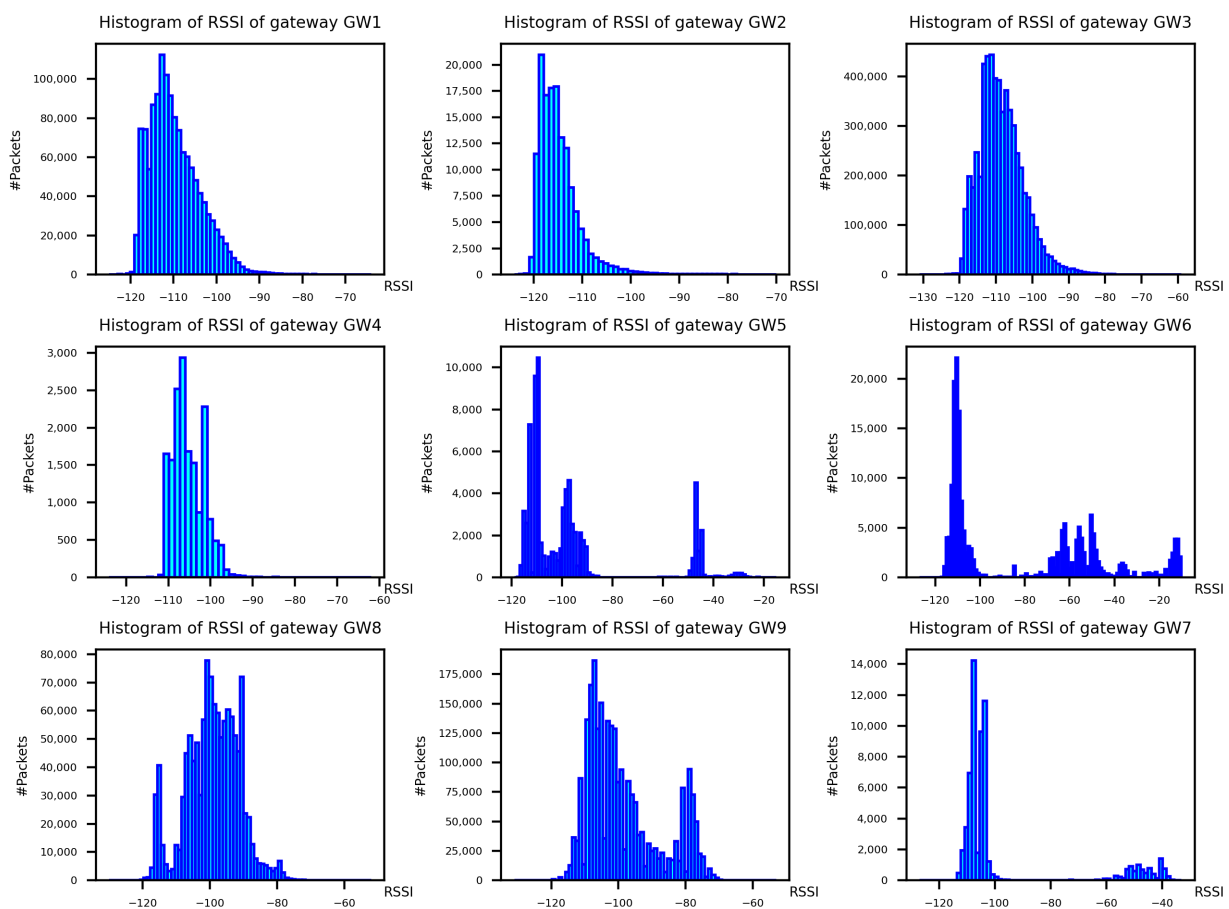 Histogram of RSSI of gateway GW1
#Packets
100,000
80,000
60,000
40,000
20,000
0
−120 −110 −100 −90 −80 −70
RSSI
Histogram of RSSI of gateway GW2
#Packets
20,000
17,500
15,000
12,500
10,000
7,500
5,000
2,500
0
−120 −110 −100 −90 −80 −70
RSSI
Histogram of RSSI of gateway GW3
#Packets
400,000
300,000
200,000
100,000
0
−130 −120 −110 −100 −90 −80 −70 −60
RSSI
Histogram of RSSI of gateway GW4
#Packets
3,000
2,500
2,000
1,500
1,000
500
0
−120 −110 −100 −90 −80 −70 −60
RSSI
Histogram of RSSI of gateway GW5
#Packets
10,000
8,000
6,000
4,000
2,000
0
−120 −100 −80 −60 −40 −20
RSSI
Histogram of RSSI of gateway GW6
#Packets
20,000
15,000
10,000
5,000
0
−120 −100 −80 −60 −40 −20
RSSI
Histogram of RSSI of gateway GW8
#Packets
80,000
70,000
60,000
50,000
40,000
30,000
20,000
10,000
0
−120 −100 −80 −60
RSSI
Histogram of RSSI of gateway GW9
#Packets
175,000
150,000
125,000
100,000
75,000
50,000
25,000
0
−120 −100 −80 −60
RSSI
Histogram of RSSI of gateway GW7
#Packets
14,000
12,000
10,000
8,000
6,000
4,000
2,000
0
−120 −100 −80 −60 −40
RSSI